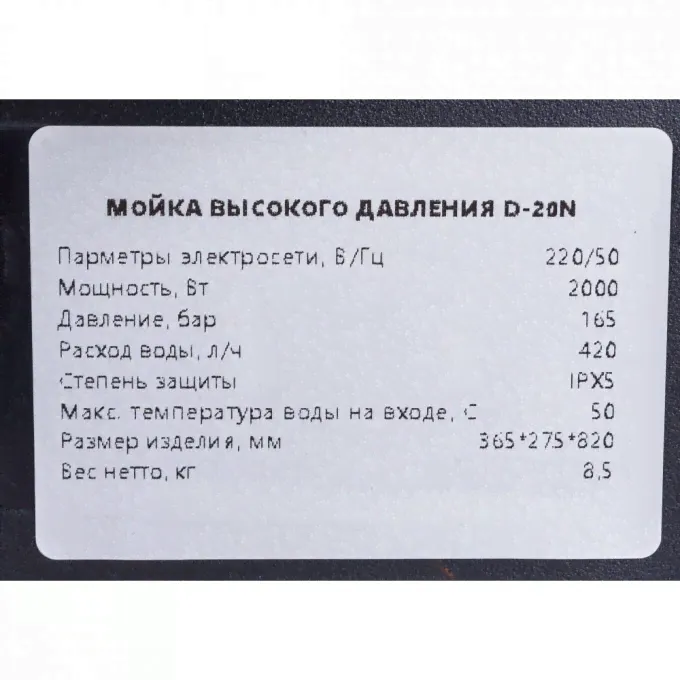 МОЙКА ВЫСОКОГО ДАВЛЕНИЯ D-20N
Парметры электросети, В/Гц 220/50
Мощность, Вт 2000
Давление, бар 165
Расход воды, л/ч 420
Степень защиты IPX5
Макс. температура воды на входе, С 50
Размер изделия, мм 365*275*820
Вес нетто, кг 8,5